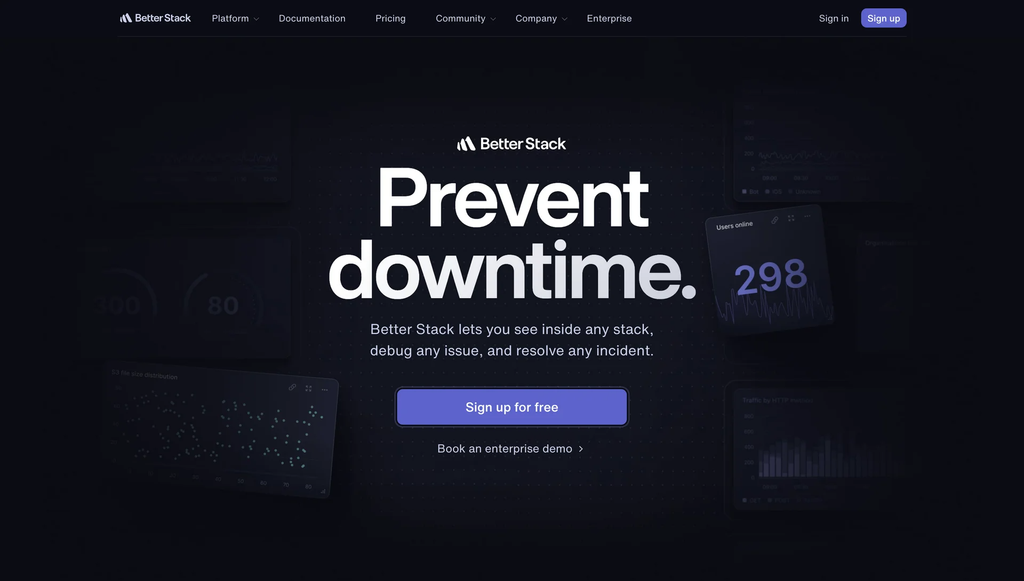 Better Stack
Platform
Documentation
Pricing
Community
Company
Enterprise
Sign in
Sign up
Better Stack
Prevent
downtime.
Better Stack lets you see inside any stack,
debug any issue, and resolve any incident.
Sign up for free
Book an enterprise demo
Users online
298
300
80